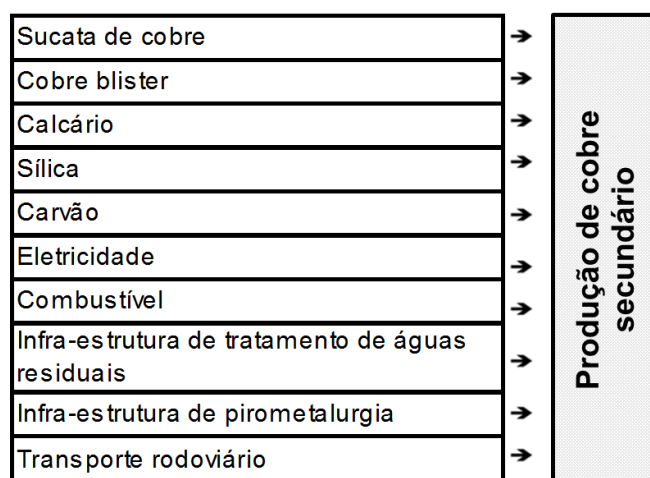 Sucata de cobre
Cobre blister
Calcário
Sílica
Carvão
Eletricidade
Combustível
Infra-estrutura de tratamento de águas
residuais
Infra-estrutura de pirometalurgia
Transporte rodoviário
Produção de cobre
secundário